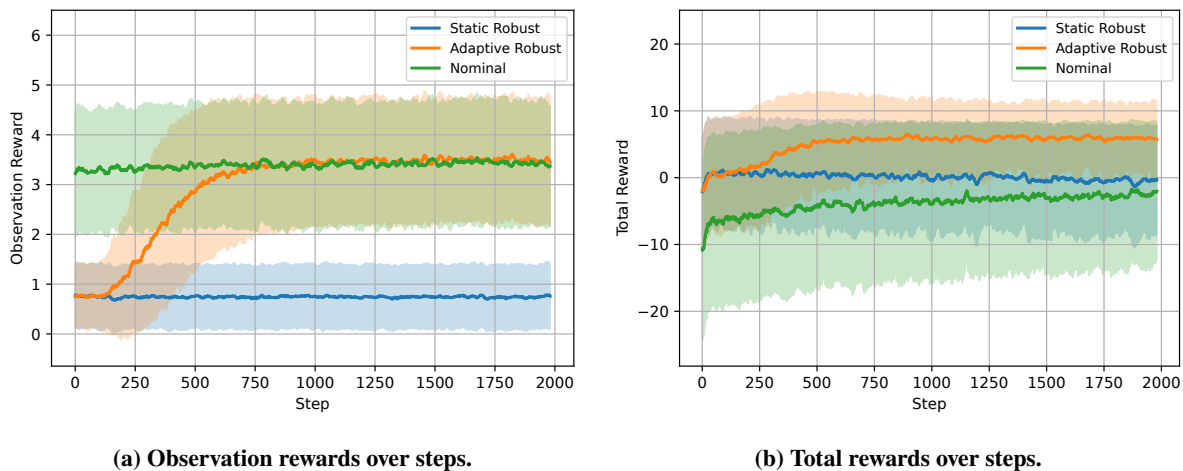 Static Robust
Adaptive Robust
Nominal
6
5
4
3
2
1
0
Observation Reward
0 250 500 750 1000 1250 1500 1750 2000
Step
(a) Observation rewards over steps.
Static Robust
Adaptive Robust
Nominal
20
10
0
−10
−20
Total Reward
0 250 500 750 1000 1250 1500 1750 2000
Step
(b) Total rewards over steps.